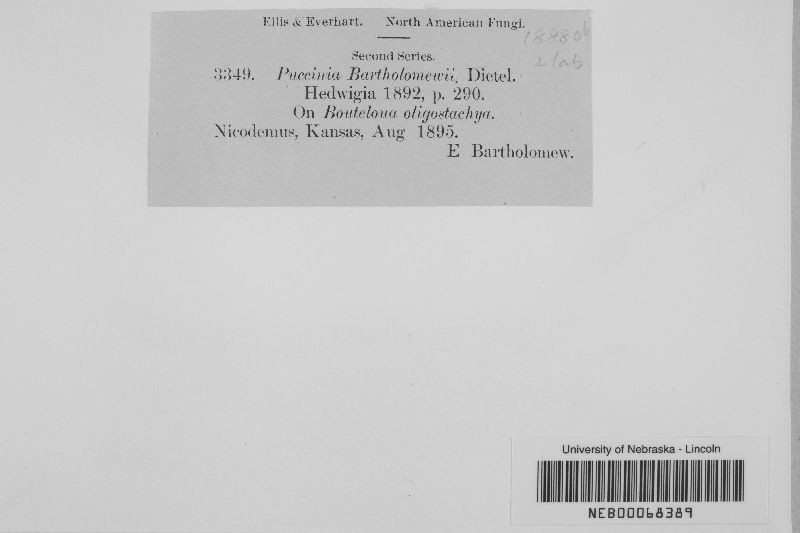 Ellis & Everhart. North American Fungi.
18880b
2 lab
Second Series.
3349. Puccinia Bartholomewii, Dietel.
Hedwigia 1892, p. 290.
On Bouteloua oligostachya.
Nicodemus, Kansas, Aug 1895.
E Bartholomew.
University of Nebraska - Lincoln
NEB00068389